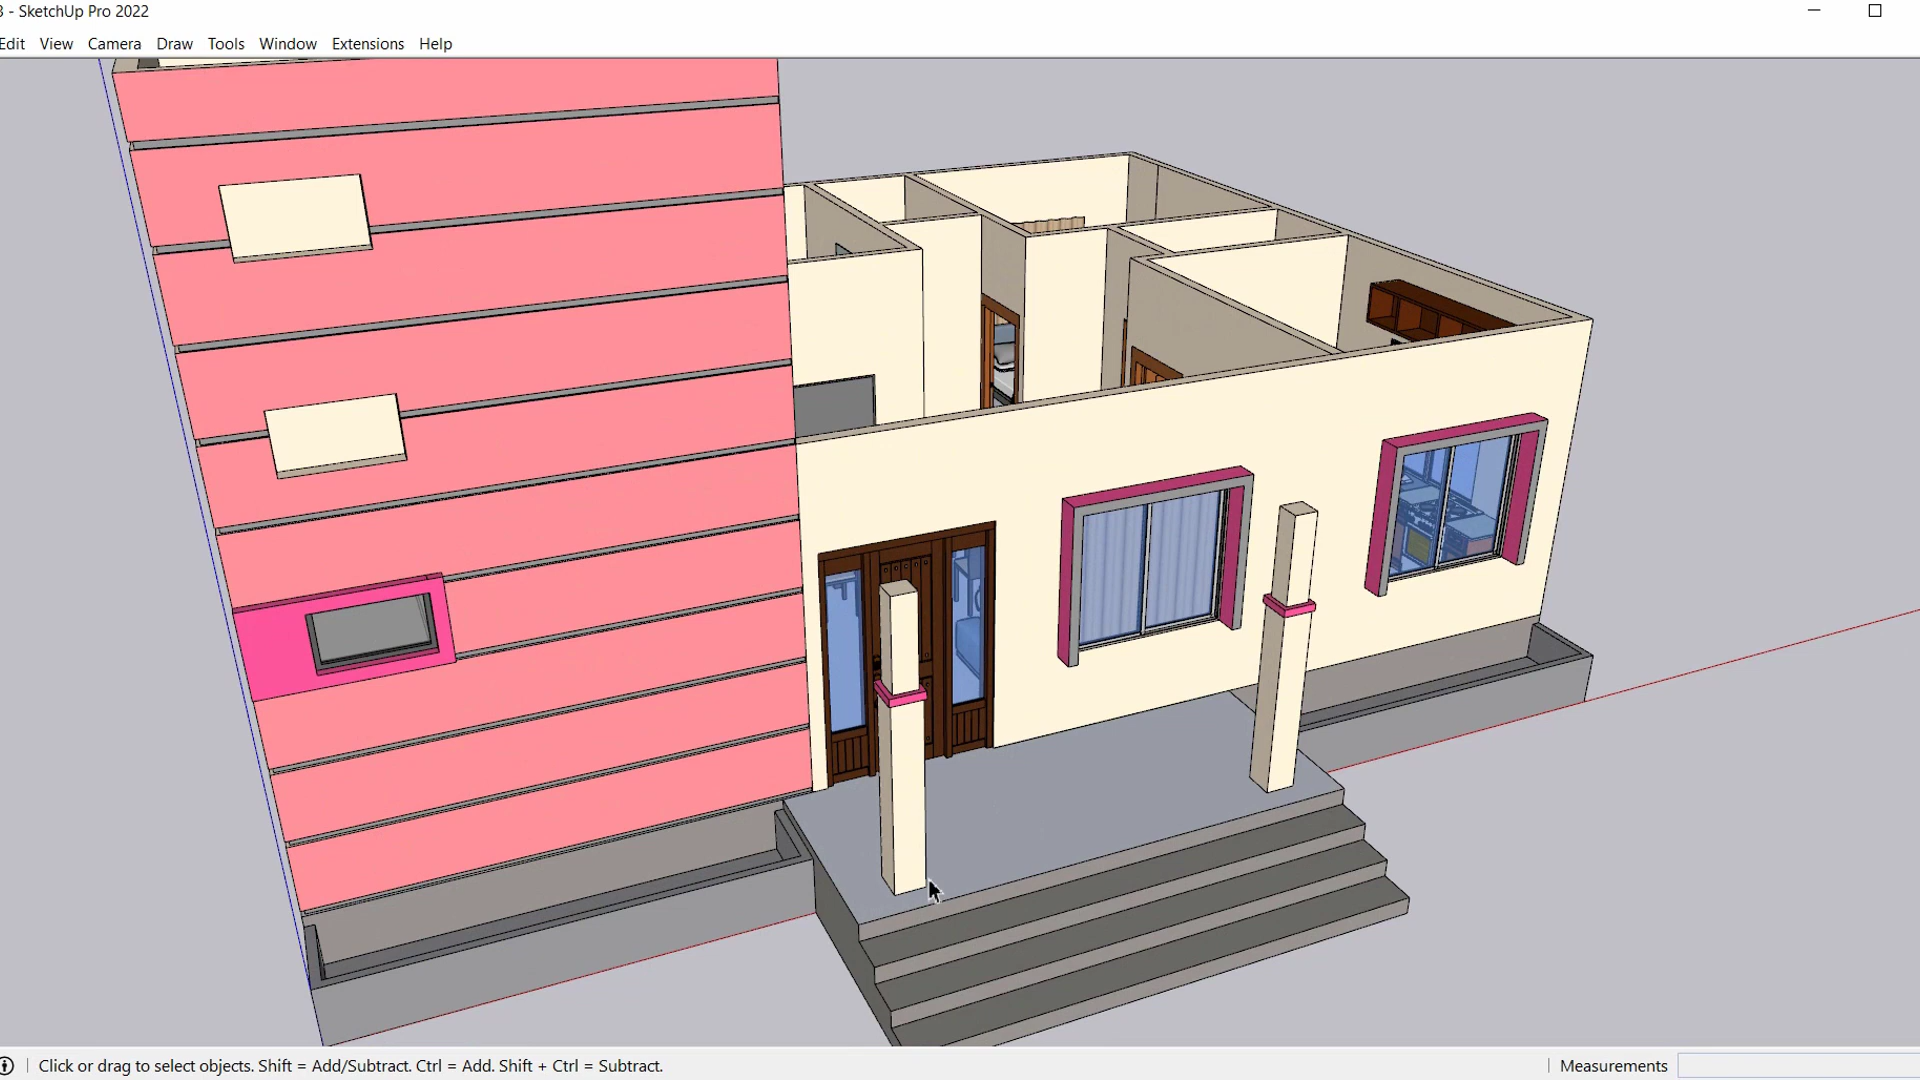 3 - SketchUp Pro 2022
Edit View Camera Draw Tools Window Extensions Help
Click or drag to select objects. Shift = Add/Subtract. Ctrl = Add. Shift + Ctrl = Subtract.
Measurements